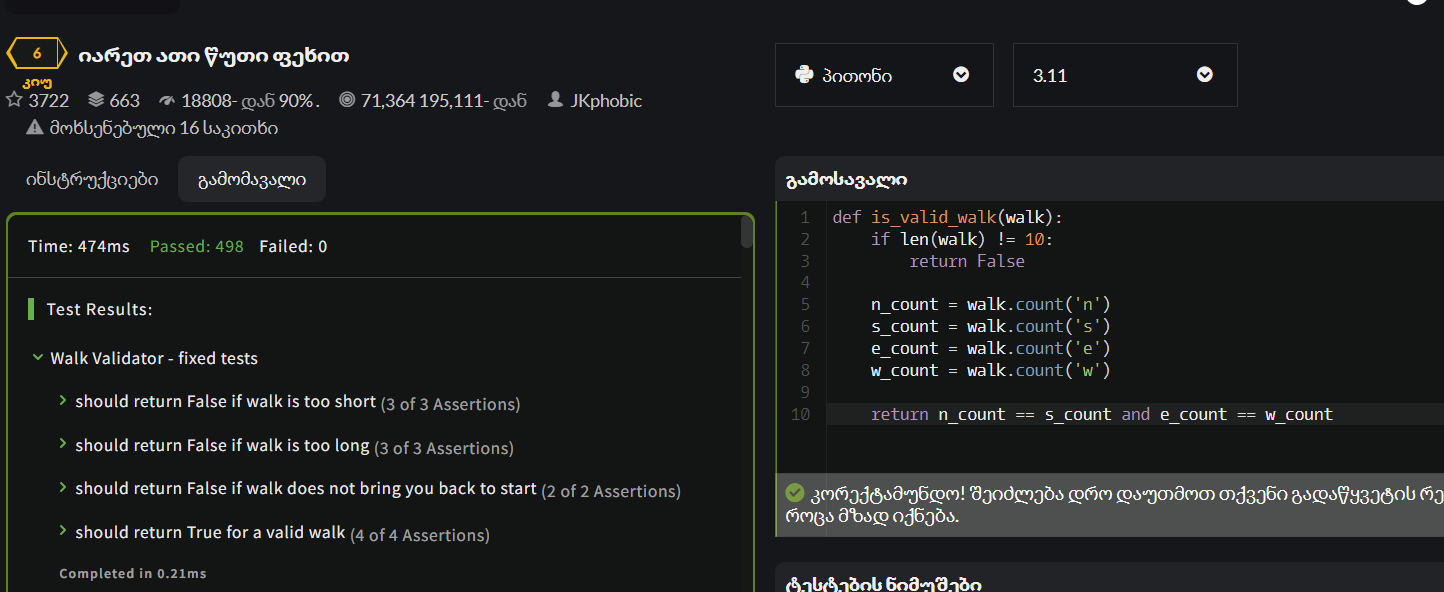 6 იარეთ ათი წუთი ფეხით
კიუ
3722 663 18808- დან 90% . 71,364 195,111- დან JKphobic
მოხსენებული 16 საკითხი
პითონი 3.11
ინსტრუქციები გამომავალი
Time: 474ms Passed: 498 Failed: 0
Test Results:
Walk Validator - fixed tests
should return False if walk is too short (3 of 3 Assertions)
should return False if walk is too long (3 of 3 Assertions)
should return False if walk does not bring you back to start (2 of 2 Assertions)
should return True for a valid walk (4 of 4 Assertions)
Completed in 0.21ms
გამოსავალი
1 def is_valid_walk(walk):
2 if len(walk) != 10:
3 return False
4
5 n_count = walk.count('n')
6 s_count = walk.count('s')
7 e_count = walk.count('e')
8 w_count = walk.count('w')
9
10 return n_count == s_count and e_count == w_count
კორექტამუნდო! შეიძლება დრო დაუთმოთ თქვენი გადაწყვეტის რე
როცა მზად იქნება.
ტესტების ნიმუშები